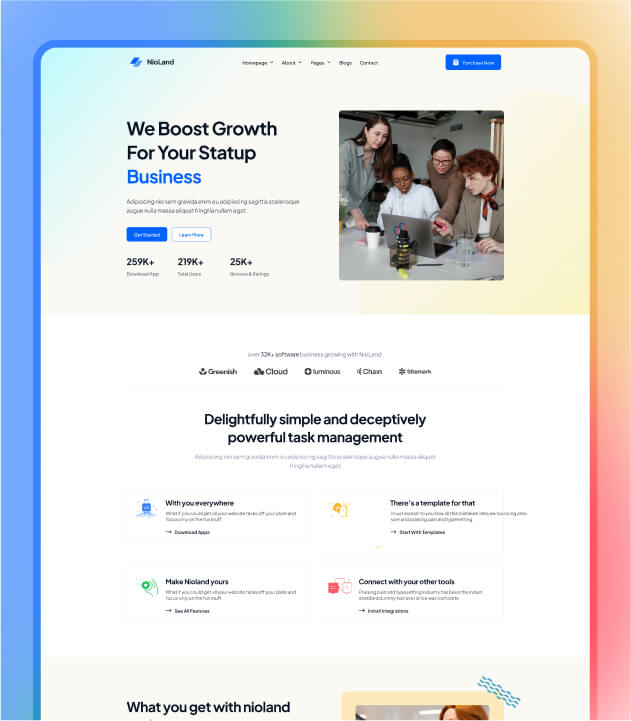 NioLand
Homepage About Pages Blogs Contact
Purchase Now
We Boost Growth
For Your Statup
Business
Adipiscing nisi sem gravida enim eu adipiscing sagittis scelerisque
augue nulla massa aliquet fringilla nullam eget.
Get Started
Learn More
259K+
Download App
219K+
Total Users
25K+
Reviews & Ratings
over 32K+ software business growing with NioLand
Greenish
Cloud
luminous
Chain
Sitemark
Delightfully simple and deceptively
powerful task management
Adipiscing nisi sem gravida enim eu adipiscing sagittis scelerisque augue nulla massa aliquet
fringilla nullam eget.
With you everywhere
What if you could get all your website tasks off your plate and
focus only on the fun stuff.
Download Apps
There's a template for that
I must explain to you how all this mistaken idea denouncing plea
sure and praising pain and typesetting.
Start With Templates
Make Nioland yours
What if you could get all your website tasks off your plate and
focus only on the fun stuff.
See All Features
Connect with your other tools
Praising pain and typesetting industry has been the indust
standard dummy text ever since was complete.
Install Integrations
What you get with nioland